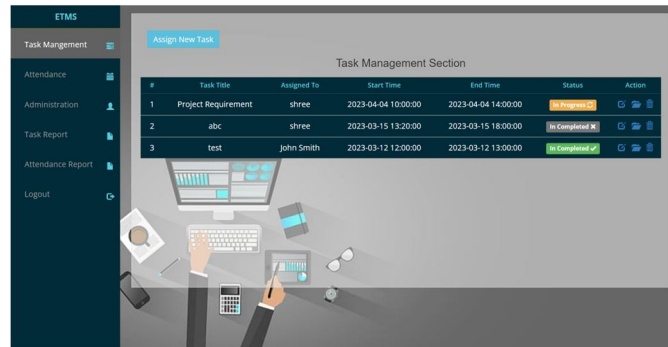 ETMS
Task Mangement
Attendance
Administration
Task Report
Attendance Report
Logout
Assign New Task
Task Management Section
# Task Title Assigned To Start Time End Time Status Action
1 Project Requirement shree 2023-04-04 10:00:00 2023-04-04 14:00:00 In Progress
2 abc shree 2023-03-15 13:20:00 2023-03-15 18:00:00 In Completed
3 test John Smith 2023-03-12 12:00:00 2023-03-12 13:00:00 In Completed